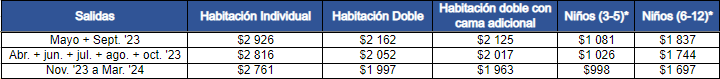 Salidas Habitación Individual Habitación Doble Habitación doble con cama adicional Niños (3-5)* Niños (6-12)*
Mayo + Sept. '23 $2 926 $2 162 $2 125 $1 081 $1 837
Abr. + jun. + jul. + ago. + oct. '23 $2 816 $2 052 $2 017 $1 026 $1 744
Nov. '23 a Mar. '24 $2 761 $1 997 $1 963 $998 $1 697